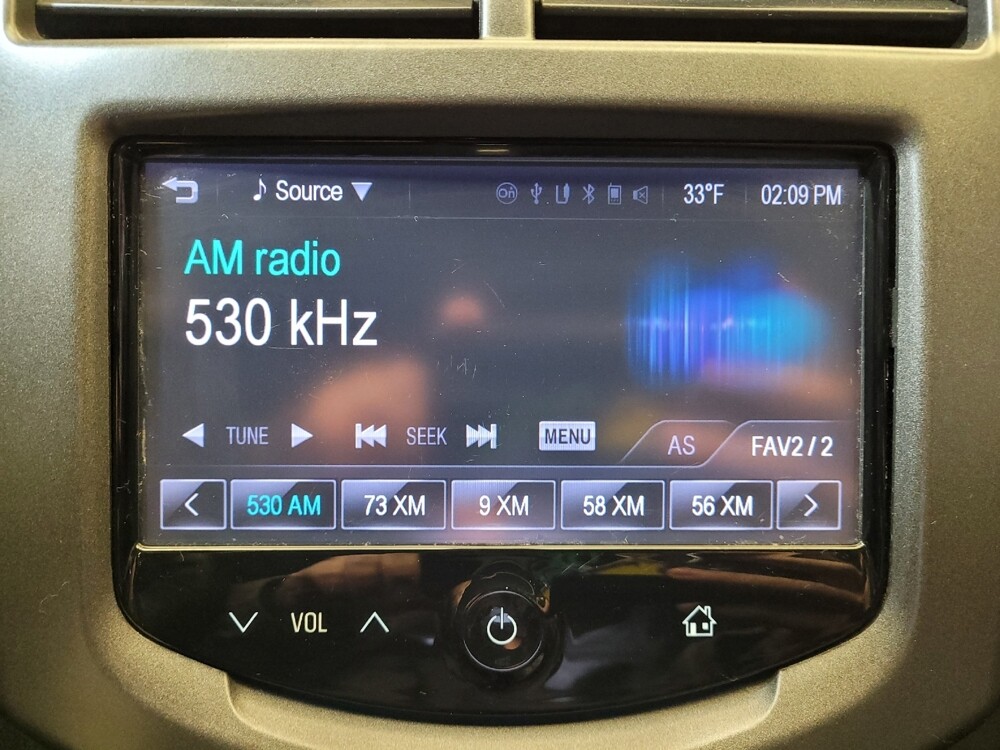 Source 33°F 02:09 PM
AM radio
530 kHz
TUNE SEEK MENU AS FAV2 / 2
530 AM 73 XM 9 XM 58 XM 56 XM
VOL